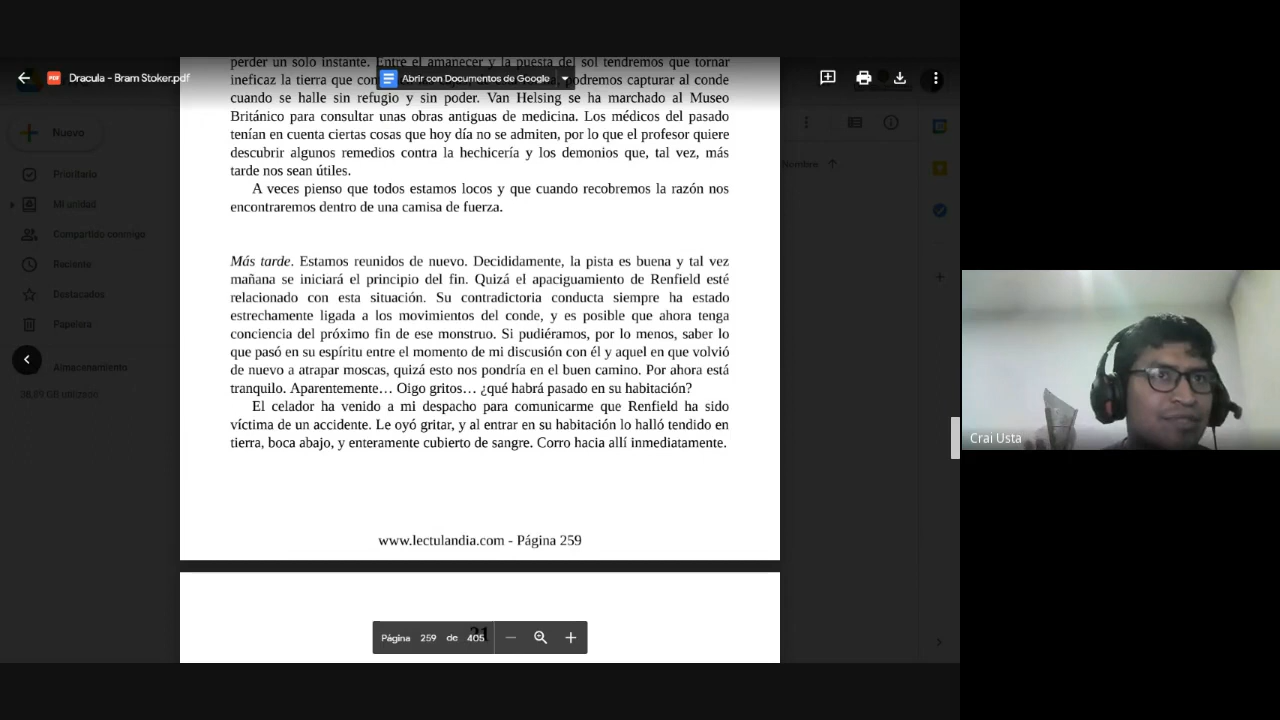 Dracula - Bram Stoker.pdf
Abrir con Documentos de Google
Nuevo
Prioritario
Mi unidad
Compartido conmigo
Reciente
Destacados
Papelera
Almacenamiento
38,89 GB utilizado
Nombre
perder un solo instante. Entre el amanecer y la puesta del sol tendremos que tornar
ineficaz la tierra que con podremos capturar al conde
cuando se halle sin refugio y sin poder. Van Helsing se ha marchado al Museo
Británico para consultar unas obras antiguas de medicina. Los médicos del pasado
tenían en cuenta ciertas cosas que hoy día no se admiten, por lo que el profesor quiere
descubrir algunos remedios contra la hechicería y los demonios que, tal vez, más
tarde nos sean útiles.
A veces pienso que todos estamos locos y que cuando recobremos la razón nos
encontraremos dentro de una camisa de fuerza.
Más tarde. Estamos reunidos de nuevo. Decididamente, la pista es buena y tal vez
mañana se iniciará el principio del fin. Quizá el apaciguamiento de Renfield esté
relacionado con esta situación. Su contradictoria conducta siempre ha estado
estrechamente ligada a los movimientos del conde, y es posible que ahora tenga
conciencia del próximo fin de ese monstruo. Si pudiéramos, por lo menos, saber lo
que pasó en su espíritu entre el momento de mi discusión con él y aquel en que volvió
de nuevo a atrapar moscas, quizá esto nos pondría en el buen camino. Por ahora está
tranquilo. Aparentemente… Oigo gritos… ¿qué habrá pasado en su habitación?
El celador ha venido a mi despacho para comunicarme que Renfield ha sido
víctima de un accidente. Le oyó gritar, y al entrar en su habitación lo halló tendido en
tierra, boca abajo, y enteramente cubierto de sangre. Corro hacia allí inmediatamente.
www.lectulandia.com - Página 259
21
Página 259 de 405
Crai Usta